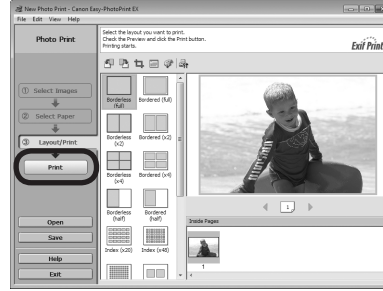 New Photo Print - Canon Easy-PhotoPrint EX
File Edit View Help
Photo Print
Select the layout you want to print.
Check the Preview and click the Print button.
Printing starts.
Exif Print
① Select Images
② Select Paper
③ Layout/Print
Print
Open
Save
Help
Exit
Borderless (full)
Bordered (full)
Borderless (x2)
Bordered (x2)
Borderless (x4)
Bordered (x4)
Borderless (half)
Bordered (half)
Index (x20)
Index (x48)
1
Inside Pages
1